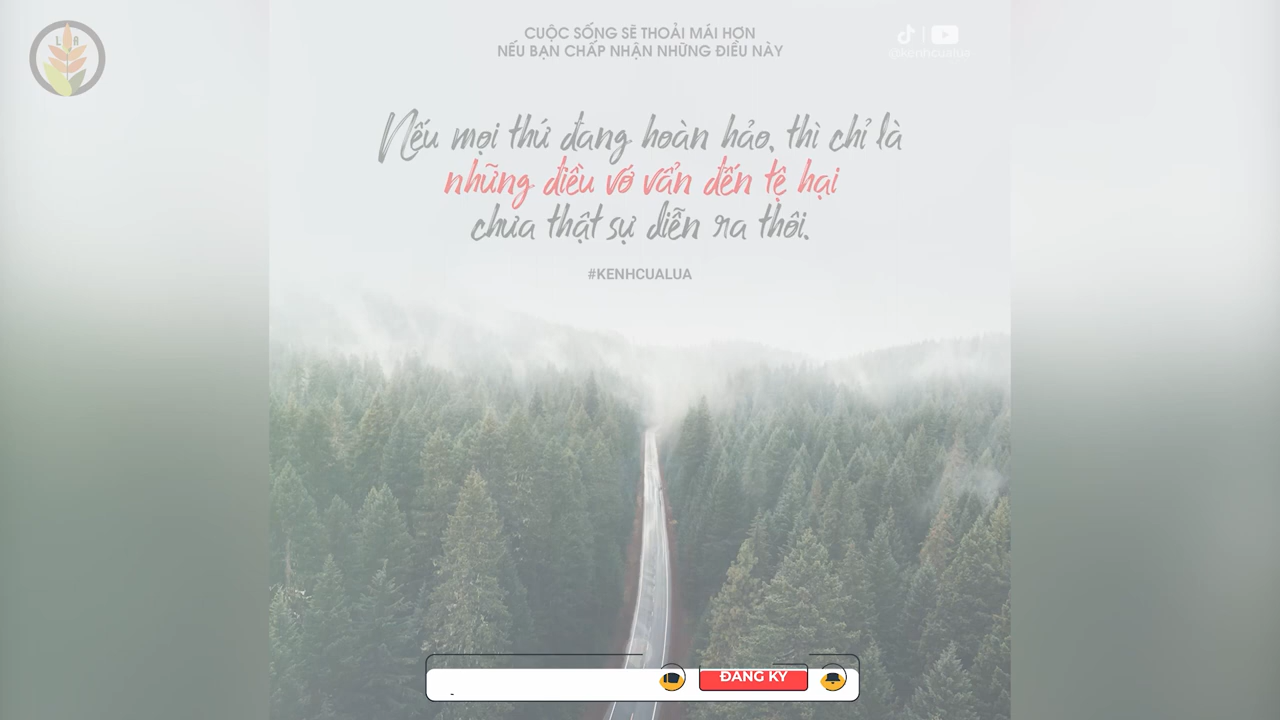 L A
CUỘC SỐNG SẼ THOẢI MÁI HƠN
NẾU BẠN CHẤP NHẬN NHỮNG ĐIỀU NÀY
@kenhcualua
Nếu mọi thứ đang hoàn hảo, thì chỉ là
những điều vớ vẩn đến tệ hại
chưa thật sự diễn ra thôi.
#KENHCUALUA
ĐĂNG KÝ